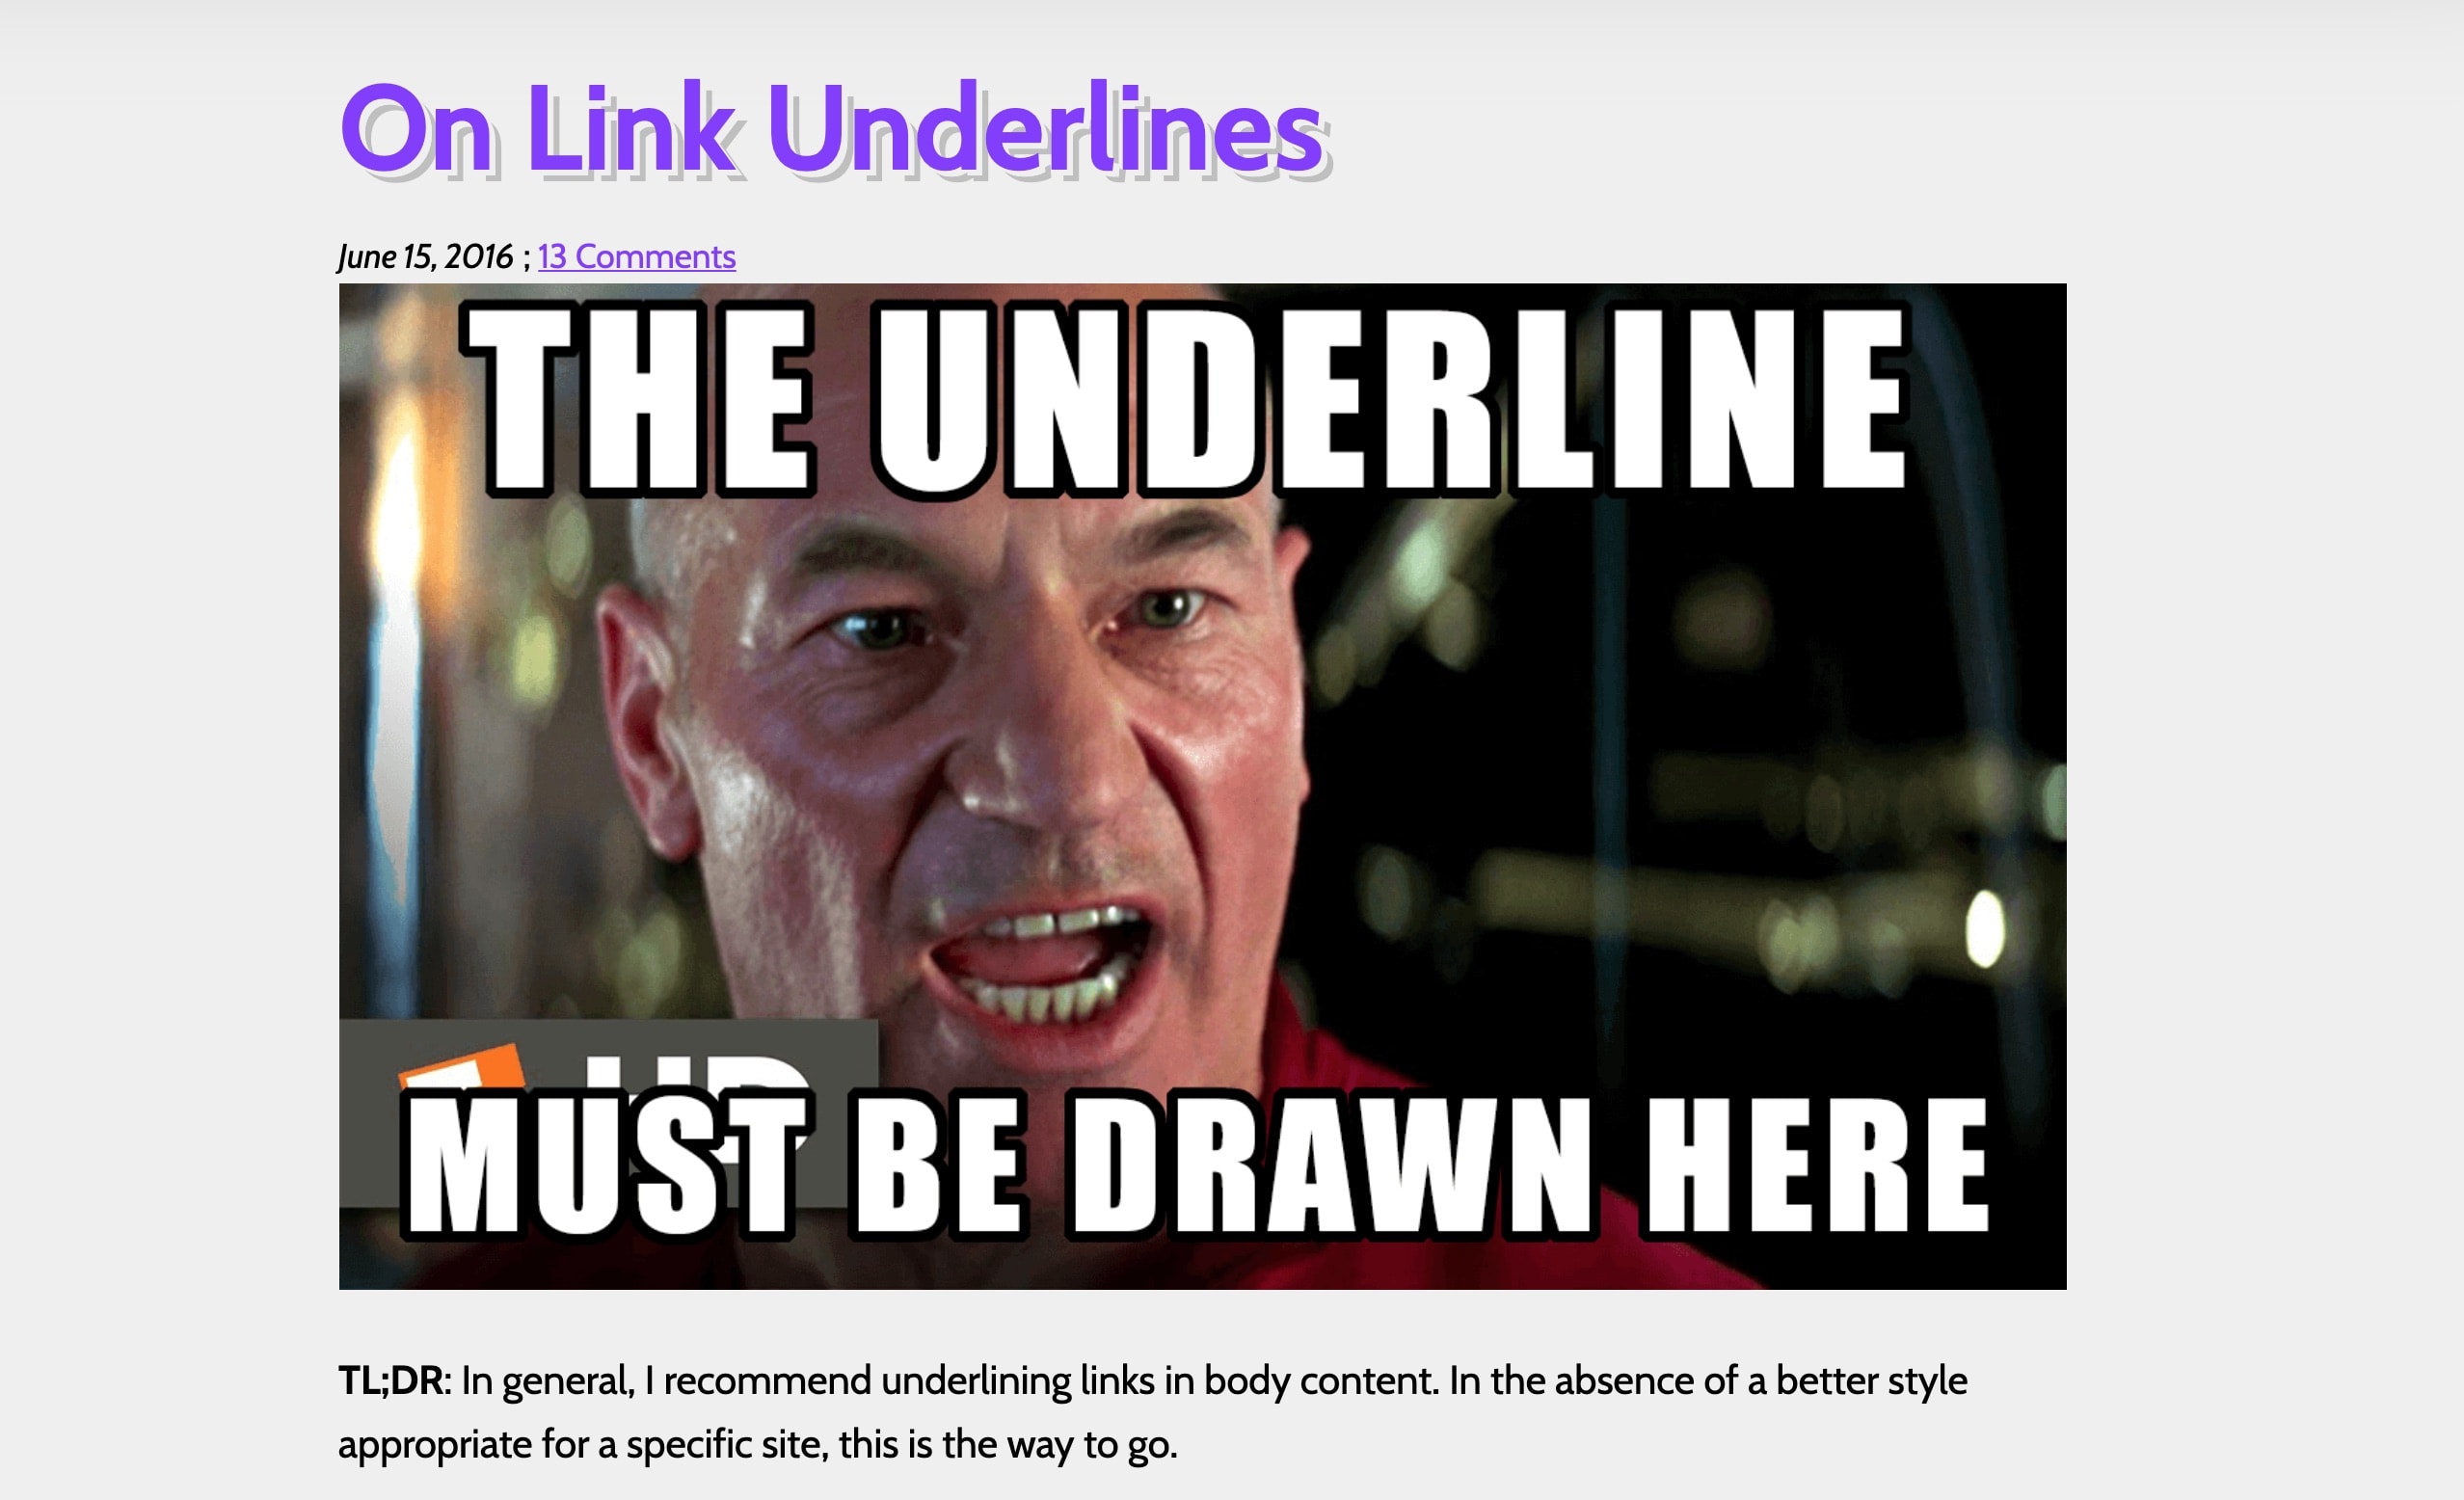 On Link Underlines
June 15, 2016 ; 13 Comments
THE UNDERLINE
HD
MUST BE DRAWN HERE
TL;DR: In general, I recommend underlining links in body content. In the absence of a better style
appropriate for a specific site, this is the way to go.